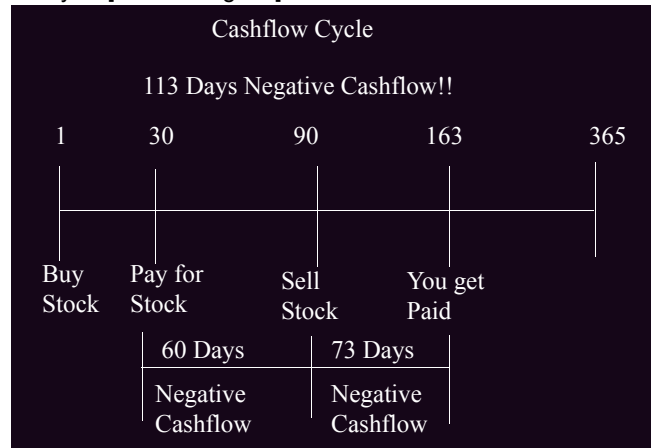 Cashflow Cycle
113 Days Negative Cashflow!!
1 30 90 163 365
Buy Stock
Pay for Stock
Sell Stock
You get Paid
60 Days 73 Days
Negative Cashflow
Negative Cashflow